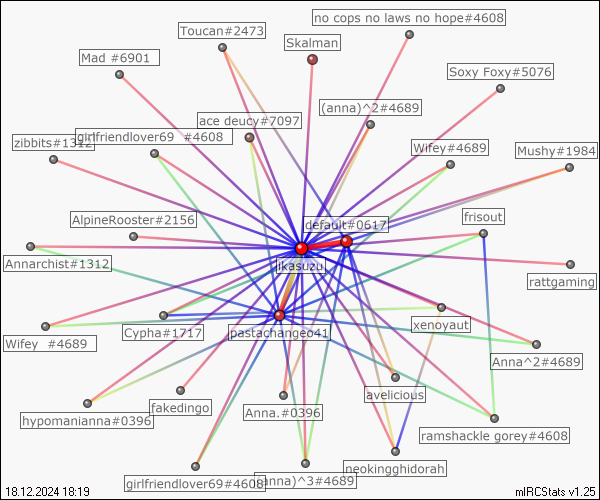 no cops no laws no hope#4608
Toucan#2473
Skalman
Mad #6901
Soxy Foxy#5076
(anna)^2#4689
ace deucy#7097
zibbits#1312
girlfriendlover69 #4608
Wifey#4689
Mushy#1984
AlpineRooster#2156
default#0617
frisout
Annarchist#1312
ikasuzu
rattgaming
Cypha#1717
pastachangeo41
xenoyaut
Wifey #4689
Anna^2#4689
avelicious
hypomanianna#0396
fakedingo
Anna.#0396
ramshackle gorey#4608
neokingghidorah
girlfriendlover69#4608
(anna)^3#4689
18.12.2024 18:19
mIRCStats v1.25